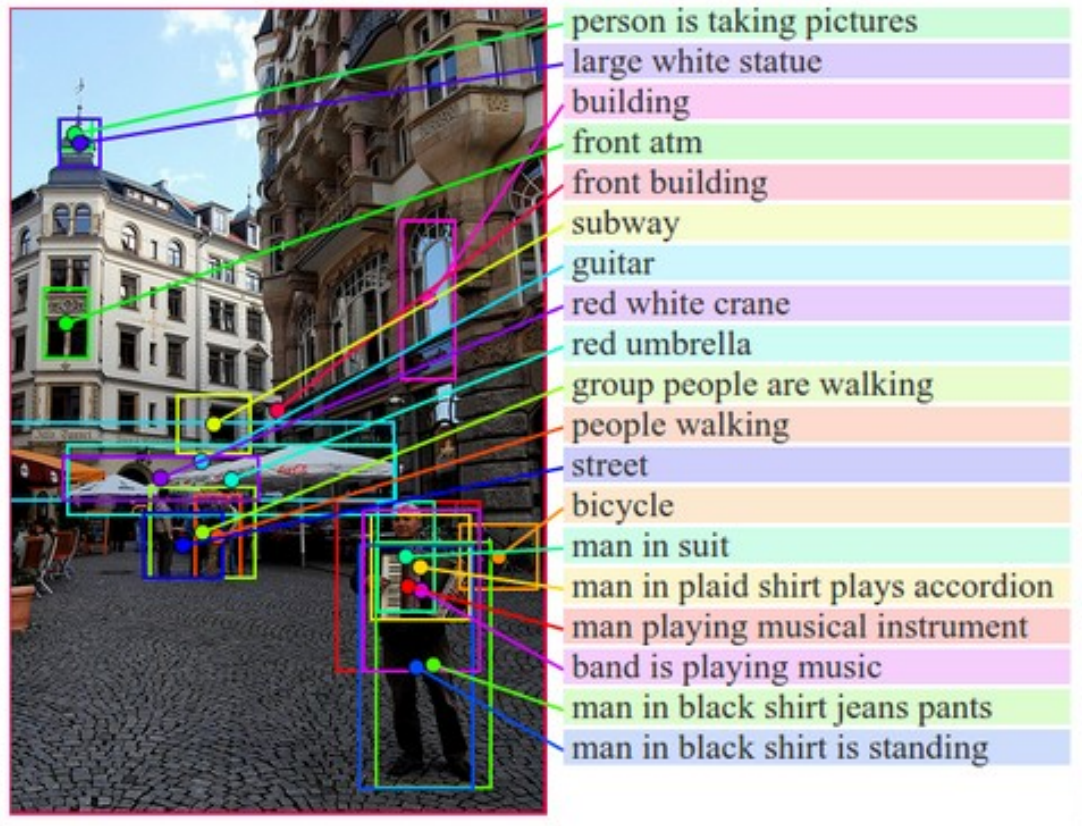 person is taking pictures
large white statue
building
front atm
front building
subway
guitar
red white crane
red umbrella
group people are walking
people walking
street
bicycle
man in suit
man in plaid shirt plays accordion
man playing musical instrument
band is playing music
man in black shirt jeans pants
man in black shirt is standing